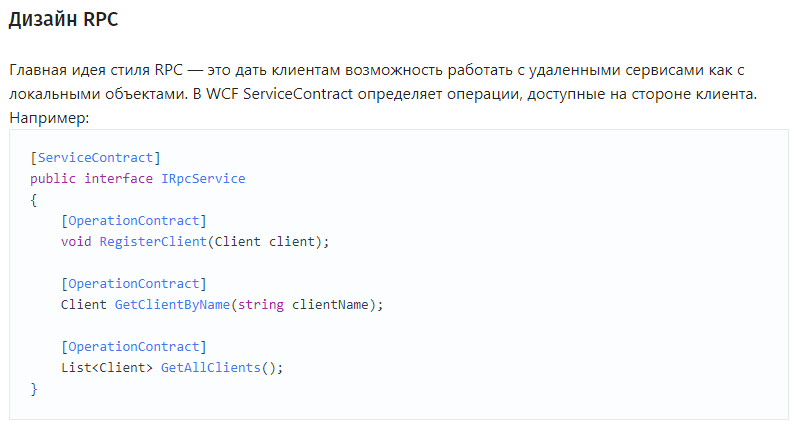 Дизайн RPC
Главная идея стиля RPC — это дать клиентам возможность работать с удаленными сервисами как с
локальными объектами. В WCF ServiceContract определяет операции, доступные на стороне клиента.
Например:
[ServiceContract]
public interface IRpcService
{
    [OperationContract]
    void RegisterClient(Client client);

    [OperationContract]
    Client GetClientByName(string clientName);

    [OperationContract]
    List<Client> GetAllClients();
}